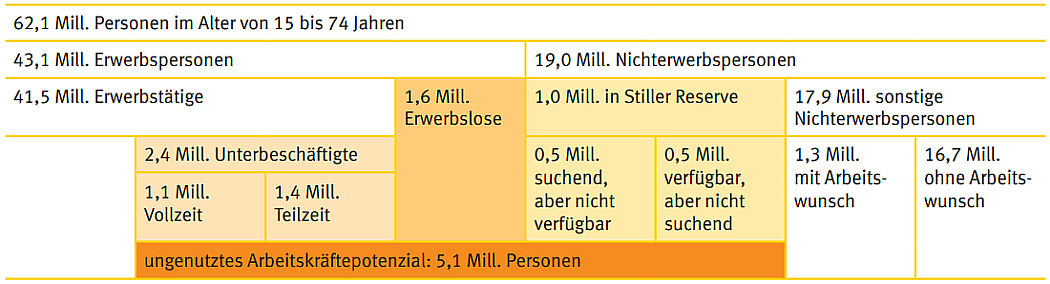 62,1 Mill. Personen im Alter von 15 bis 74 Jahren
43,1 Mill. Erwerbspersonen
19,0 Mill. Nichterwerbspersonen
41,5 Mill. Erwerbstätige
1,6 Mill.
Erwerbslose
1,0 Mill. in Stiller Reserve
17,9 Mill. sonstige
Nichterwerbspersonen
2,4 Mill. Unterbeschäftigte
1,1 Mill.
Vollzeit
1,4 Mill.
Teilzeit
0,5 Mill.
suchend,
aber nicht
verfügbar
0,5 Mill.
verfügbar,
aber nicht
suchend
1,3 Mill.
mit Arbeits-
wunsch
16,7 Mill.
ohne Arbeits-
wunsch
ungenutztes Arbeitskräftepotenzial: 5,1 Mill. Personen